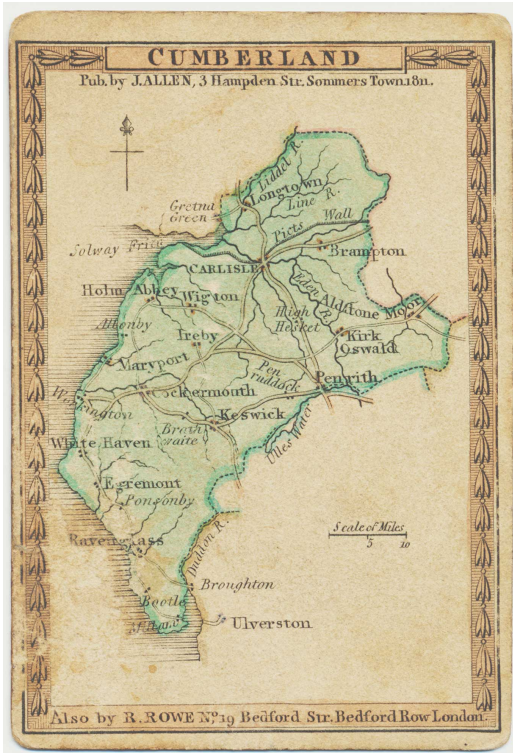 CUMBERLAND
Pub. by J. ALLEN, 3 Hampden Str. Sommers Town 1811.
Liddel R.
Longtown
Line R.
Gretna
Green
Picts Wall
Solway Frith
Brampton
CARLISLE
Holm Abbey
Wigton
Eden R.
Aldstone Moor
High
Hesket
Allonby
Ireby
Kirk
Oswald
Maryport
Pen
ruddock
Penrith
Cockermouth
Workington
Keswick
Brath
waite
Ulles Water
White Haven
Egremont
Ponsonby
Scale of Miles
5 10
Ravenglass
Duddon R.
Broughton
Bootle
Ulverston
Also by R. ROWE No. 19 Bedford Str. Bedford Row London.